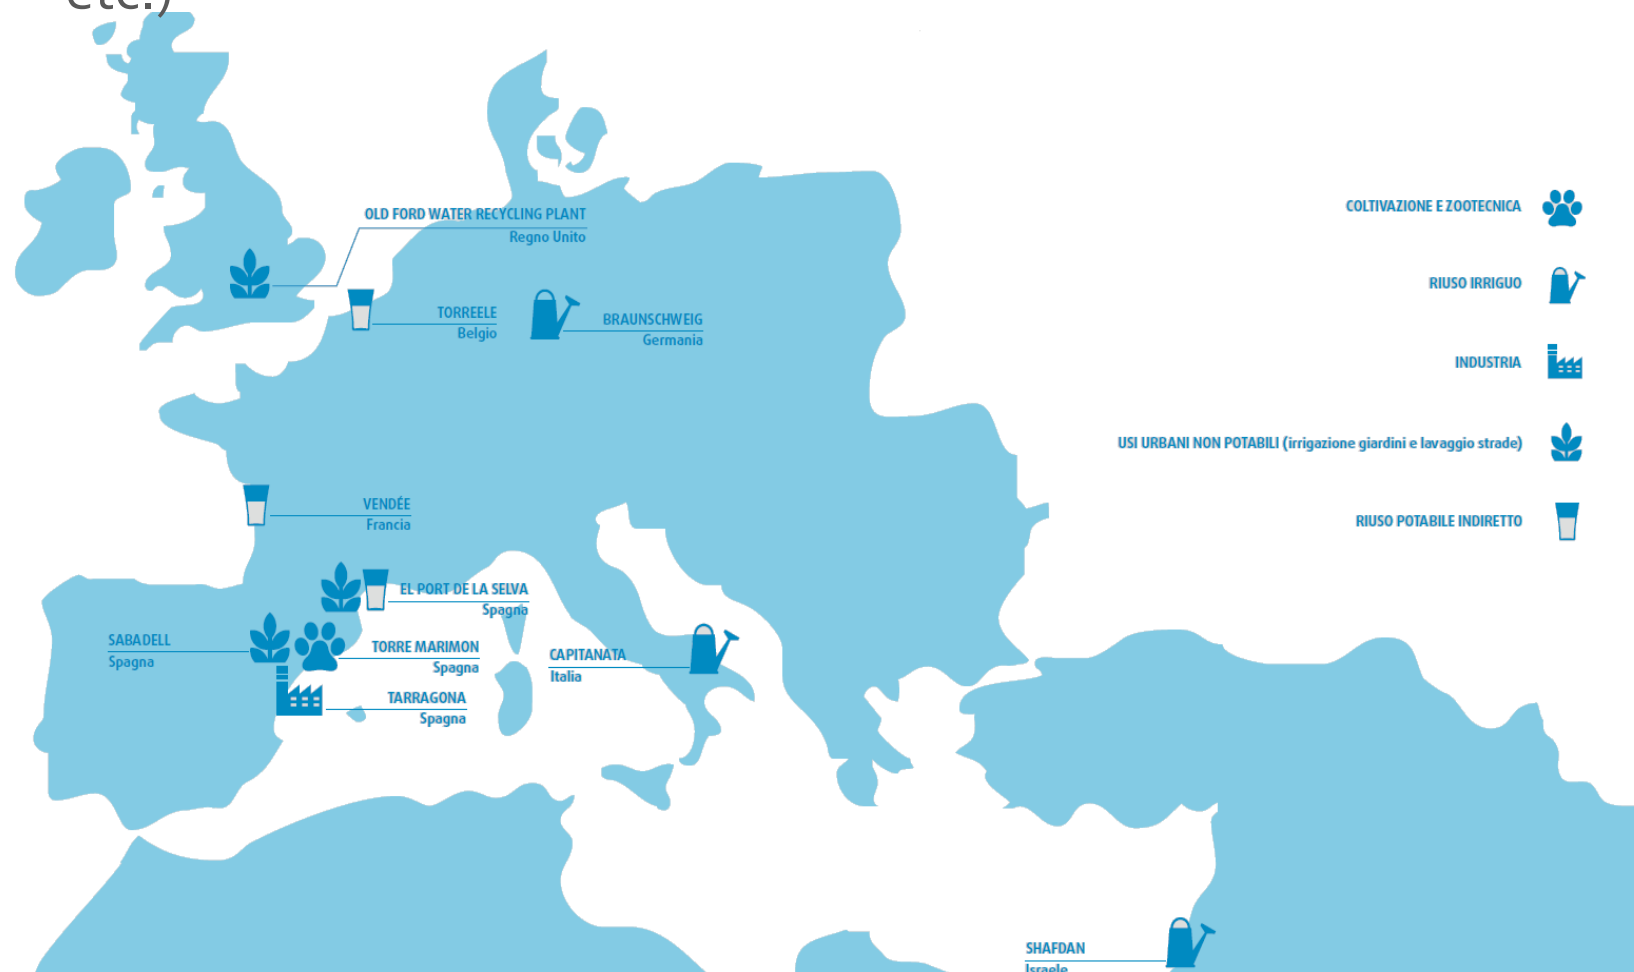 etc.)
OLD FORD WATER RECYCLING PLANT
Regno Unito
TORREELE
Belgio
BRAUNSCHWEIG
Germania
VENDÉE
Francia
EL PORT DE LA SELVA
Spagna
SABADELL
Spagna
TORRE MARIMON
Spagna
TARRAGONA
Spagna
CAPITANATA
Italia
SHAFDAN
Israele
COLTIVAZIONE E ZOOTECNICA
RIUSO IRRIGUO
INDUSTRIA
USI URBANI NON POTABILI (irrigazione giardini e lavaggio strade)
RIUSO POTABILE INDIRETTO